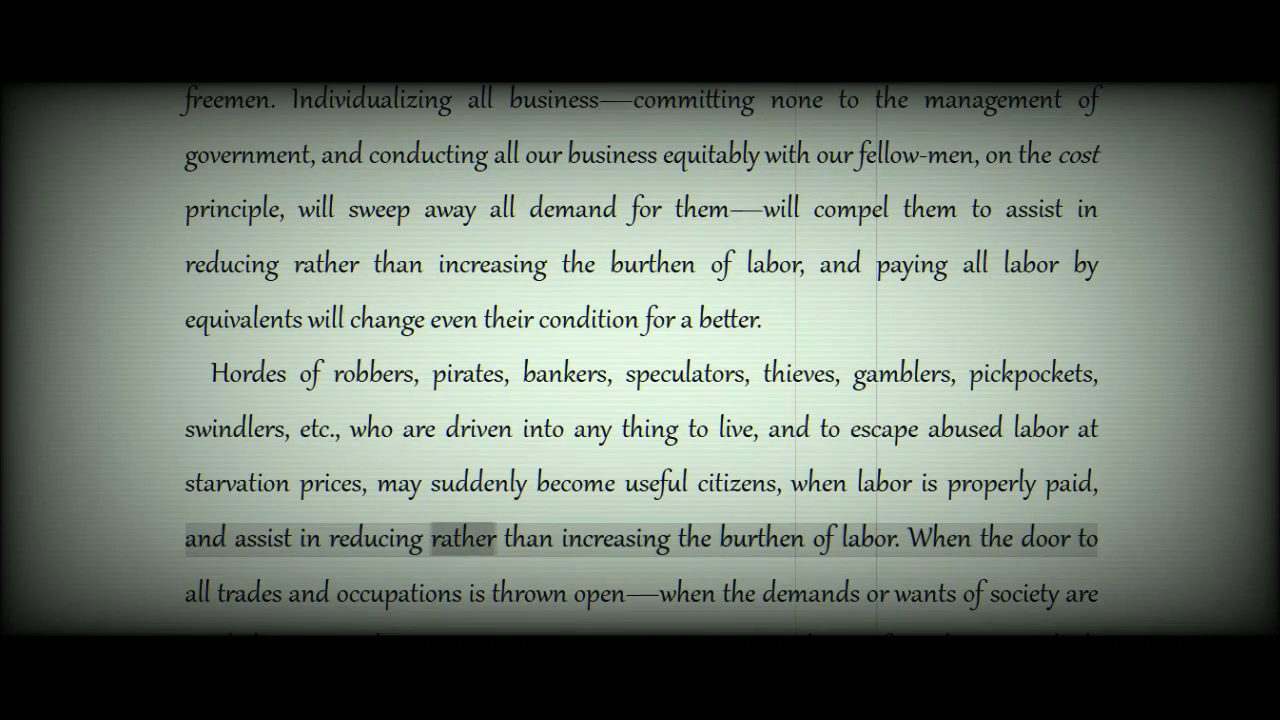 freemen. Individualizing all business—committing none to the management of
government, and conducting all our business equitably with our fellow-men, on the cost
principle, will sweep away all demand for them—will compel them to assist in
reducing rather than increasing the burthen of labor, and paying all labor by
equivalents will change even their condition for a better.
Hordes of robbers, pirates, bankers, speculators, thieves, gamblers, pickpockets,
swindlers, etc., who are driven into any thing to live, and to escape abused labor at
starvation prices, may suddenly become useful citizens, when labor is properly paid,
and assist in reducing rather than increasing the burthen of labor. When the door to
all trades and occupations is thrown open—when the demands or wants of society are